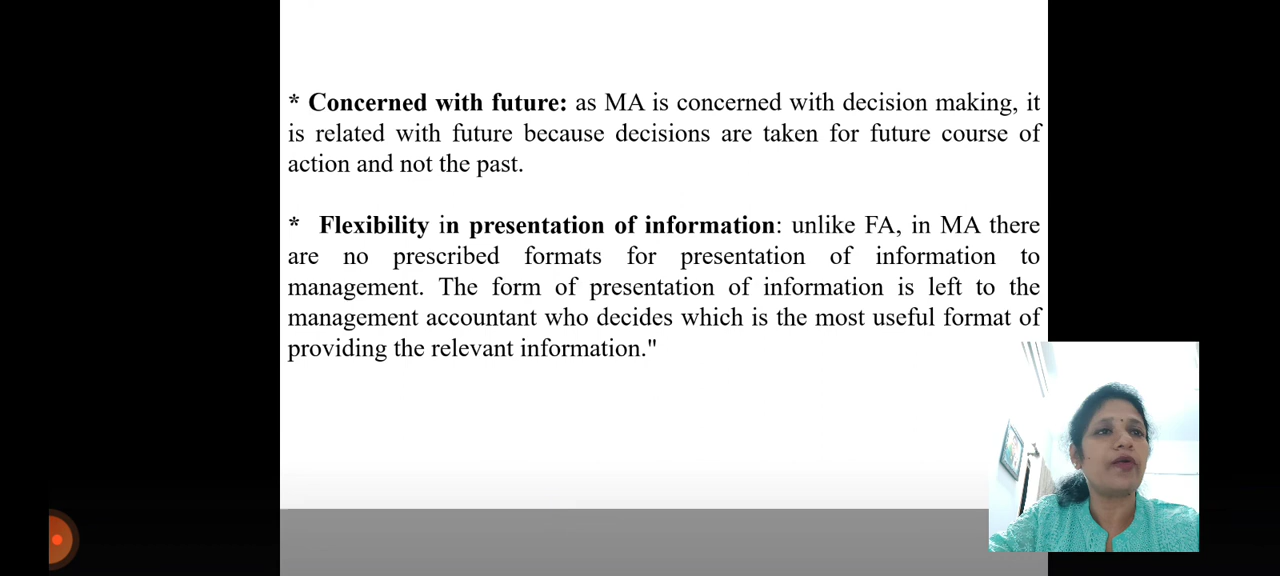 * Concerned with future: as MA is concerned with decision making, it
is related with future because decisions are taken for future course of
action and not the past.
* Flexibility in presentation of information: unlike FA, in MA there
are no prescribed formats for presentation of information to
management. The form of presentation of information is left to the
management accountant who decides which is the most useful format of
providing the relevant information."